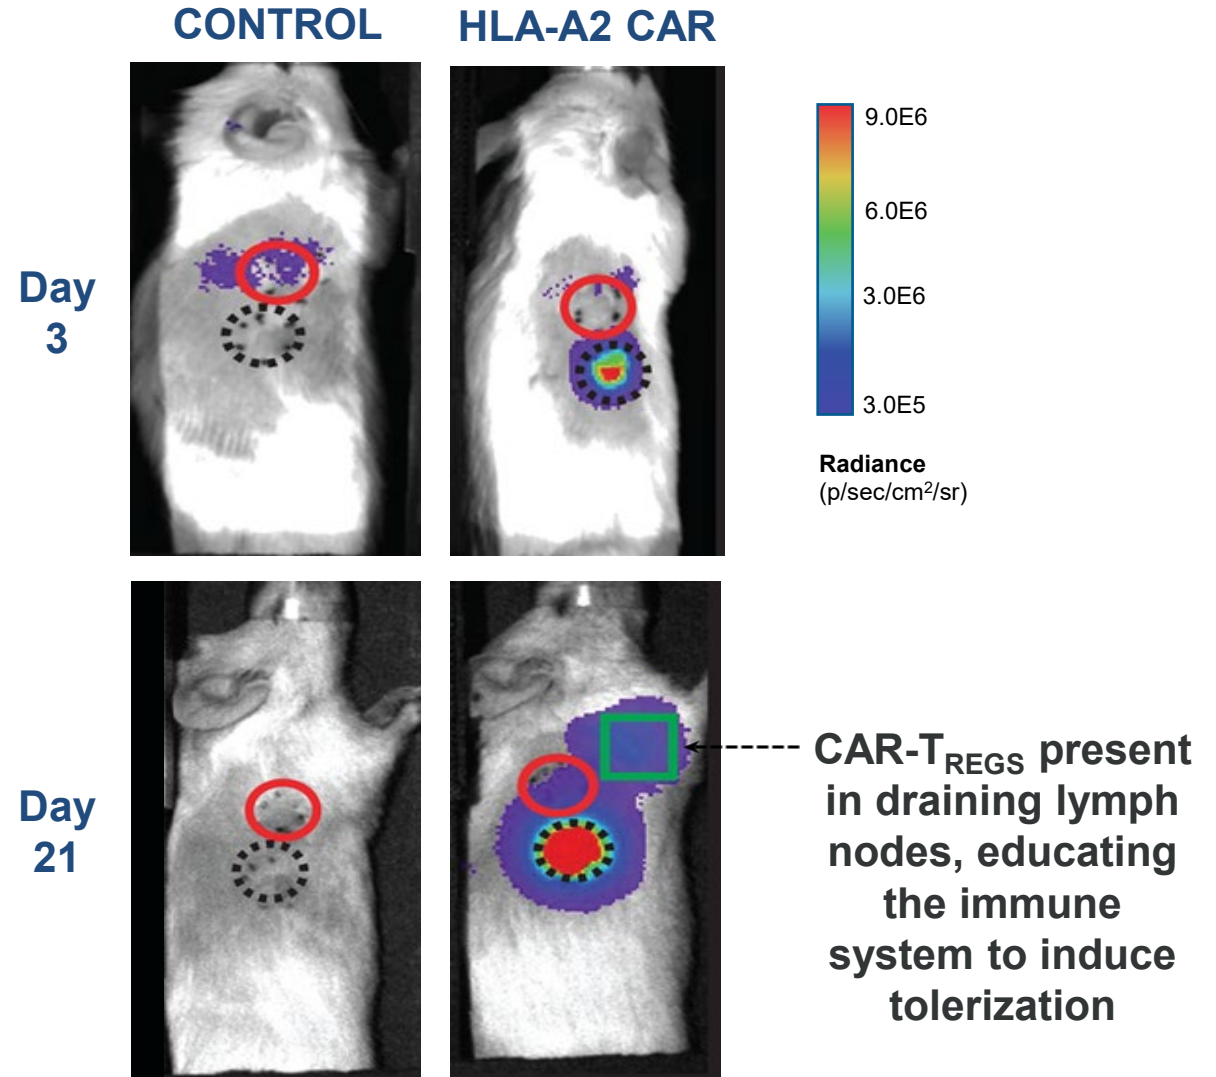 CONTROL
HLA-A2 CAR
Day
3
9.0E6
6.0E6
3.0E6
3.0E5
Radiance
(p/sec/cm²/sr)
Day
21
CAR-T_REGS present
in draining lymph
nodes, educating
the immune
system to induce
tolerization